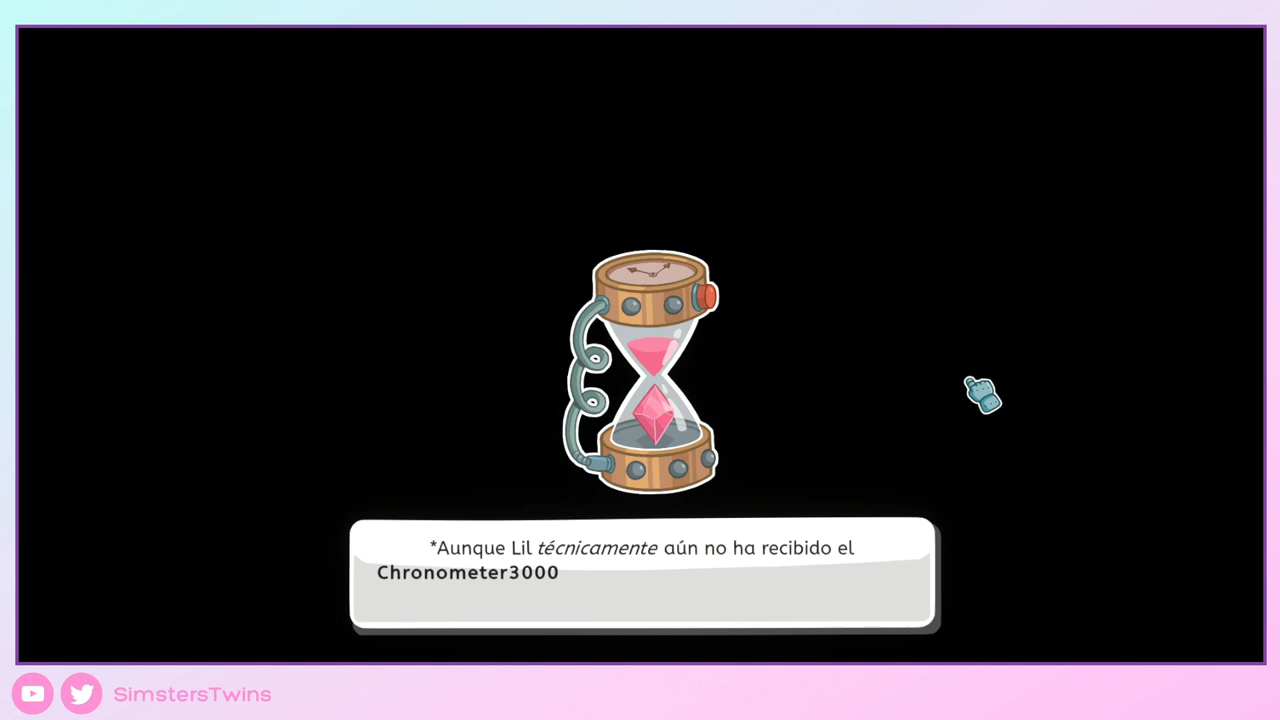 *Aunque Lil técnicamente aún no ha recibido el
Chronometer3000
SimstersTwins